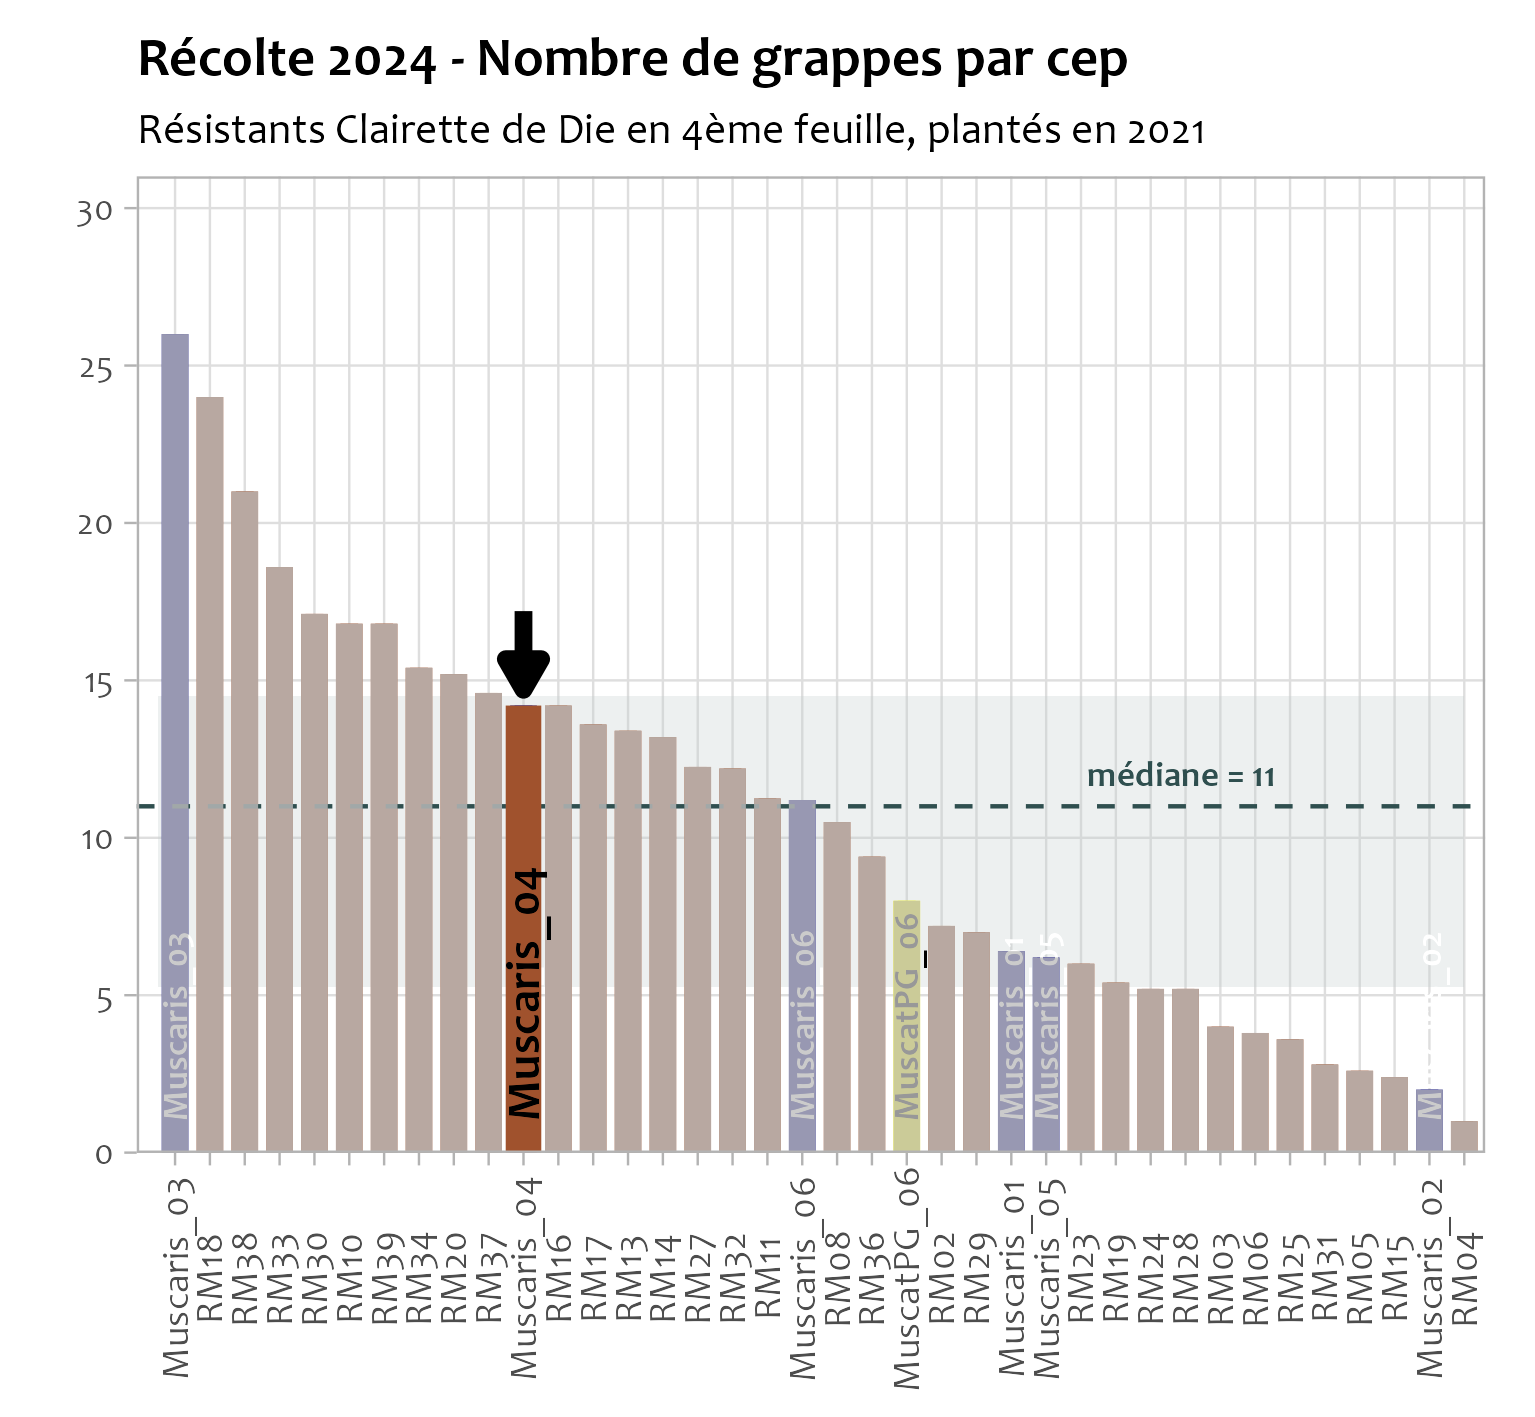 Récolte 2024 - Nombre de grappes par cep
Résistants Clairette de Die en 4ème feuille, plantés en 2021
30
25
20
15
10
5
0
médiane = 11
Muscaris_03
Muscaris_04
Muscaris_06
MuscatPG_06
Muscaris_01
Muscaris_05
Muscaris_02
Muscaris_03
RM18
RM38
RM33
RM30
RM10
RM39
RM34
RM20
RM37
Muscaris_04
RM16
RM17
RM13
RM14
RM27
RM32
RM11
Muscaris_06
RM08
RM36
MuscatPG_06
RM02
RM29
Muscaris_01
Muscaris_05
RM23
RM19
RM24
RM28
RM03
RM06
RM25
RM31
RM05
RM15
Muscaris_02
RM04